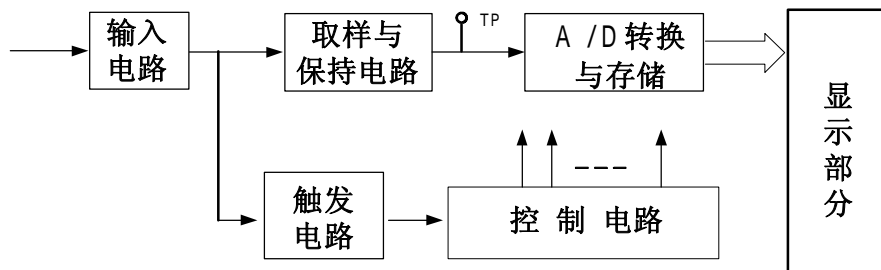 输入
电路
取样与
保持电路
TP
A /D 转换
与存储
显
示
部
分
触发
电路
控 制 电路